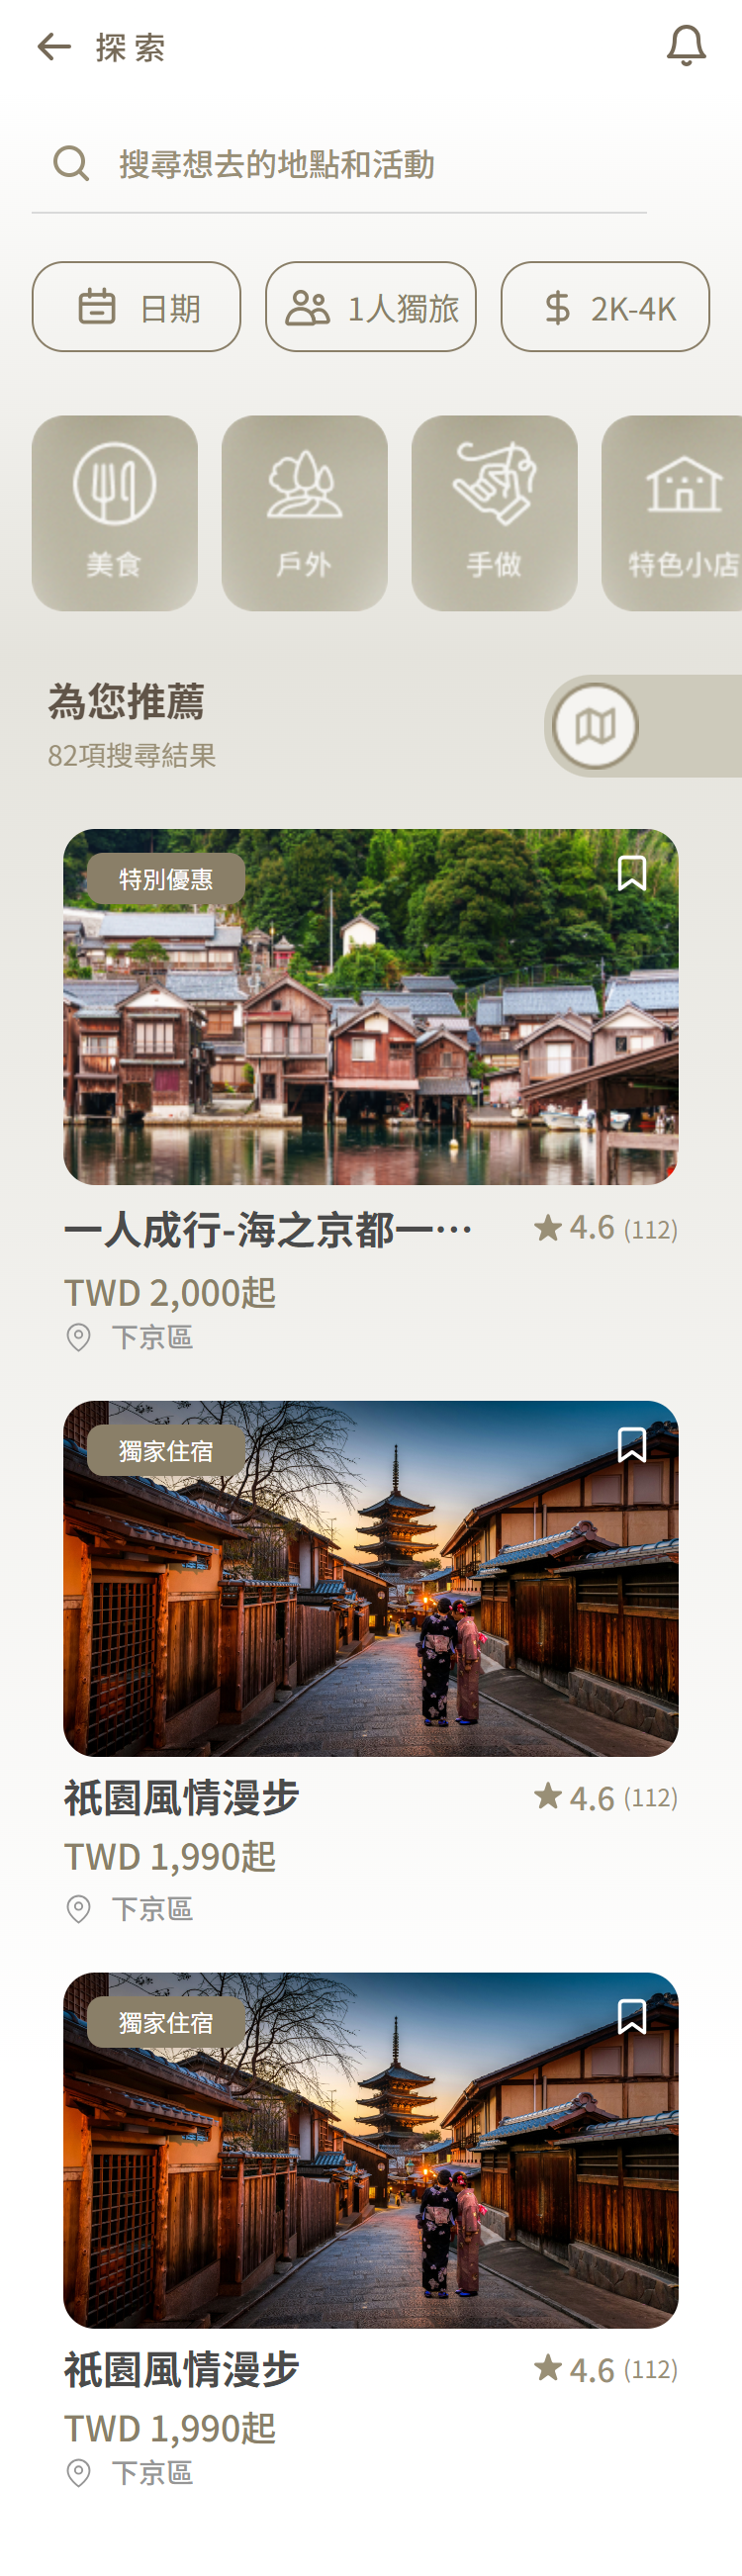 探索
搜尋想去的地點和活動
日期
1人獨旅
2K-4K
美食
戶外
手做
特色小店
為您推薦
82項搜尋結果
特別優惠
一人成行-海之京都一⋯
4.6 (112)
TWD 2,000起
下京區
獨家住宿
祇園風情漫步
4.6 (112)
TWD 1,990起
下京區
獨家住宿
祇園風情漫步
4.6 (112)
TWD 1,990起
下京區